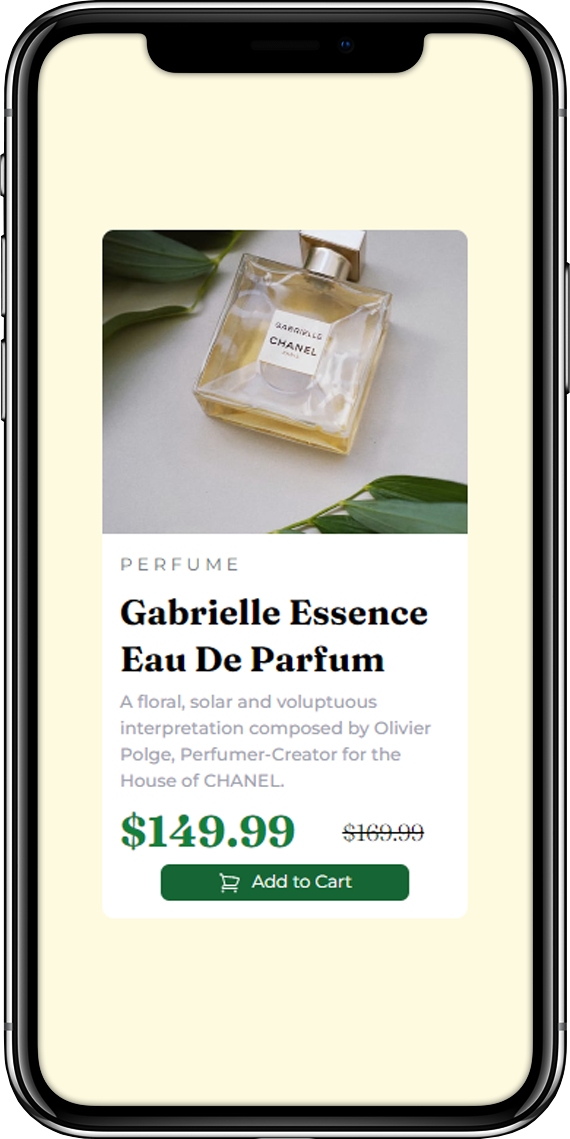 GABRIELLE
CHANEL
PARIS
PERFUME
Gabrielle Essence
Eau De Parfum
A floral, solar and voluptuous
interpretation composed by Olivier
Polge, Perfumer-Creator for the
House of CHANEL.
$149.99 $169.99
Add to Cart